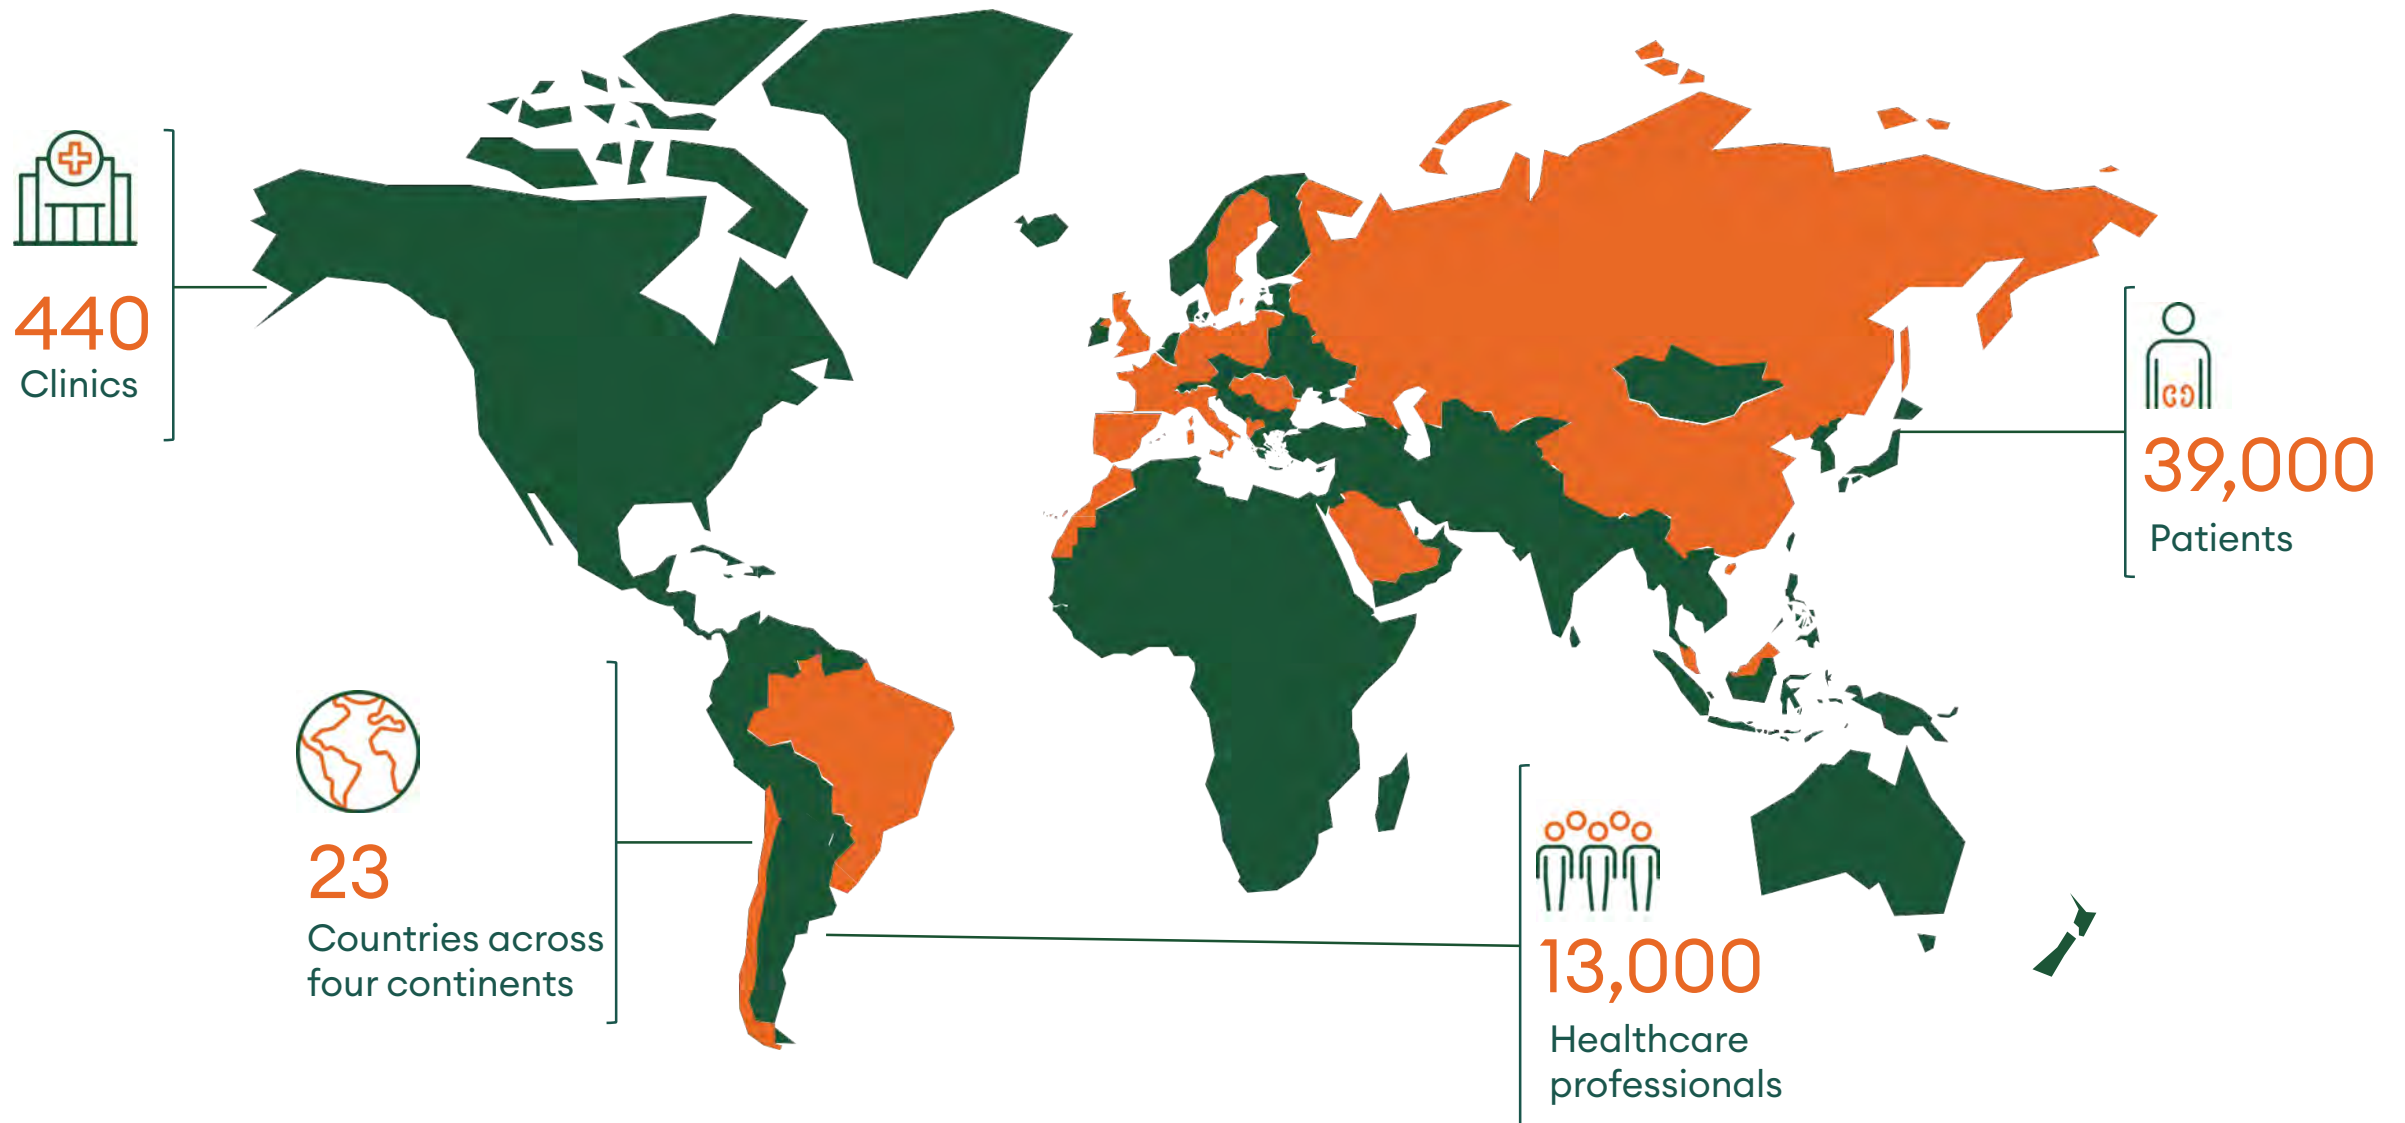 440
Clinics
39,000
Patients
23
Countries across
four continents
13,000
Healthcare
professionals